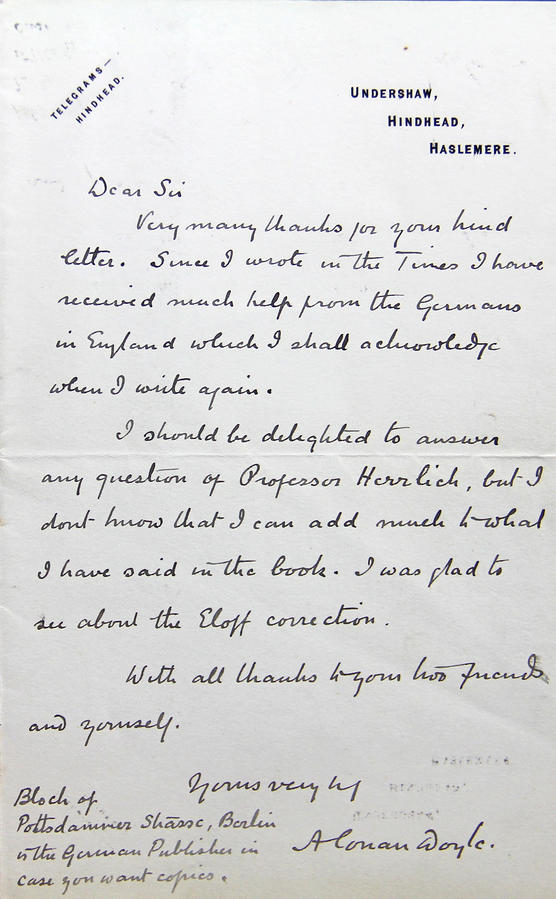 TELEGRAMS—
HINDHEAD.
UNDERSHAW,
HINDHEAD,
HASLEMERE.
Dear Sir
Very many thanks for your kind
letter. Since I wrote in the Times I have
received much help from the Germans
in England which I shall acknowledge
when I write again.
I should be delighted to answer
any question of Professor Herrlich, but I
dont know that I can add much to what
I have said in the book. I was glad to
see about the Eloff correction.
With all thanks to your two friends
and yourself.
Yours very
A Conan Doyle.
Bloch of
Pottsdammer Strasse, Berlin
is the German Publisher in
case you want copies.